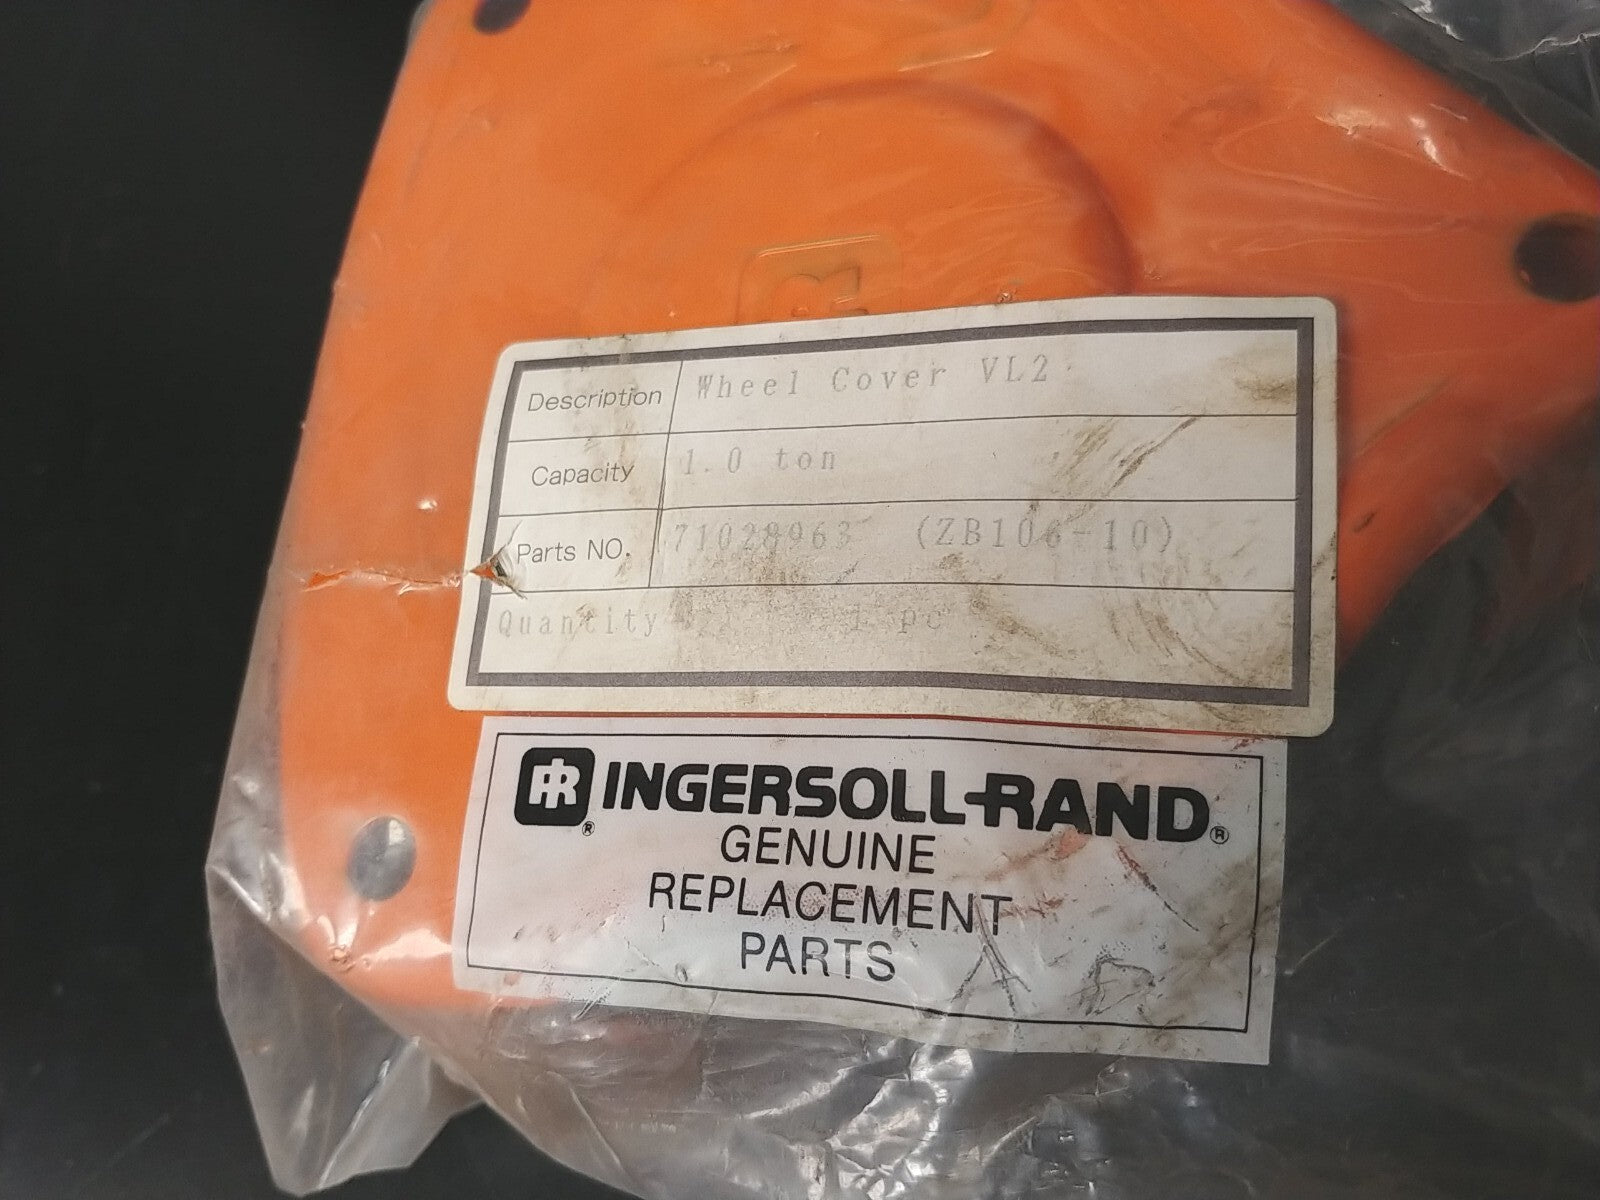 Description Wheel Cover VL2
Capacity 1.0 ton
Parts NO. 71028963 (ZB106-10)
Quantity 1 pc
IR® INGERSOLL-RAND®
GENUINE
REPLACEMENT
PARTS